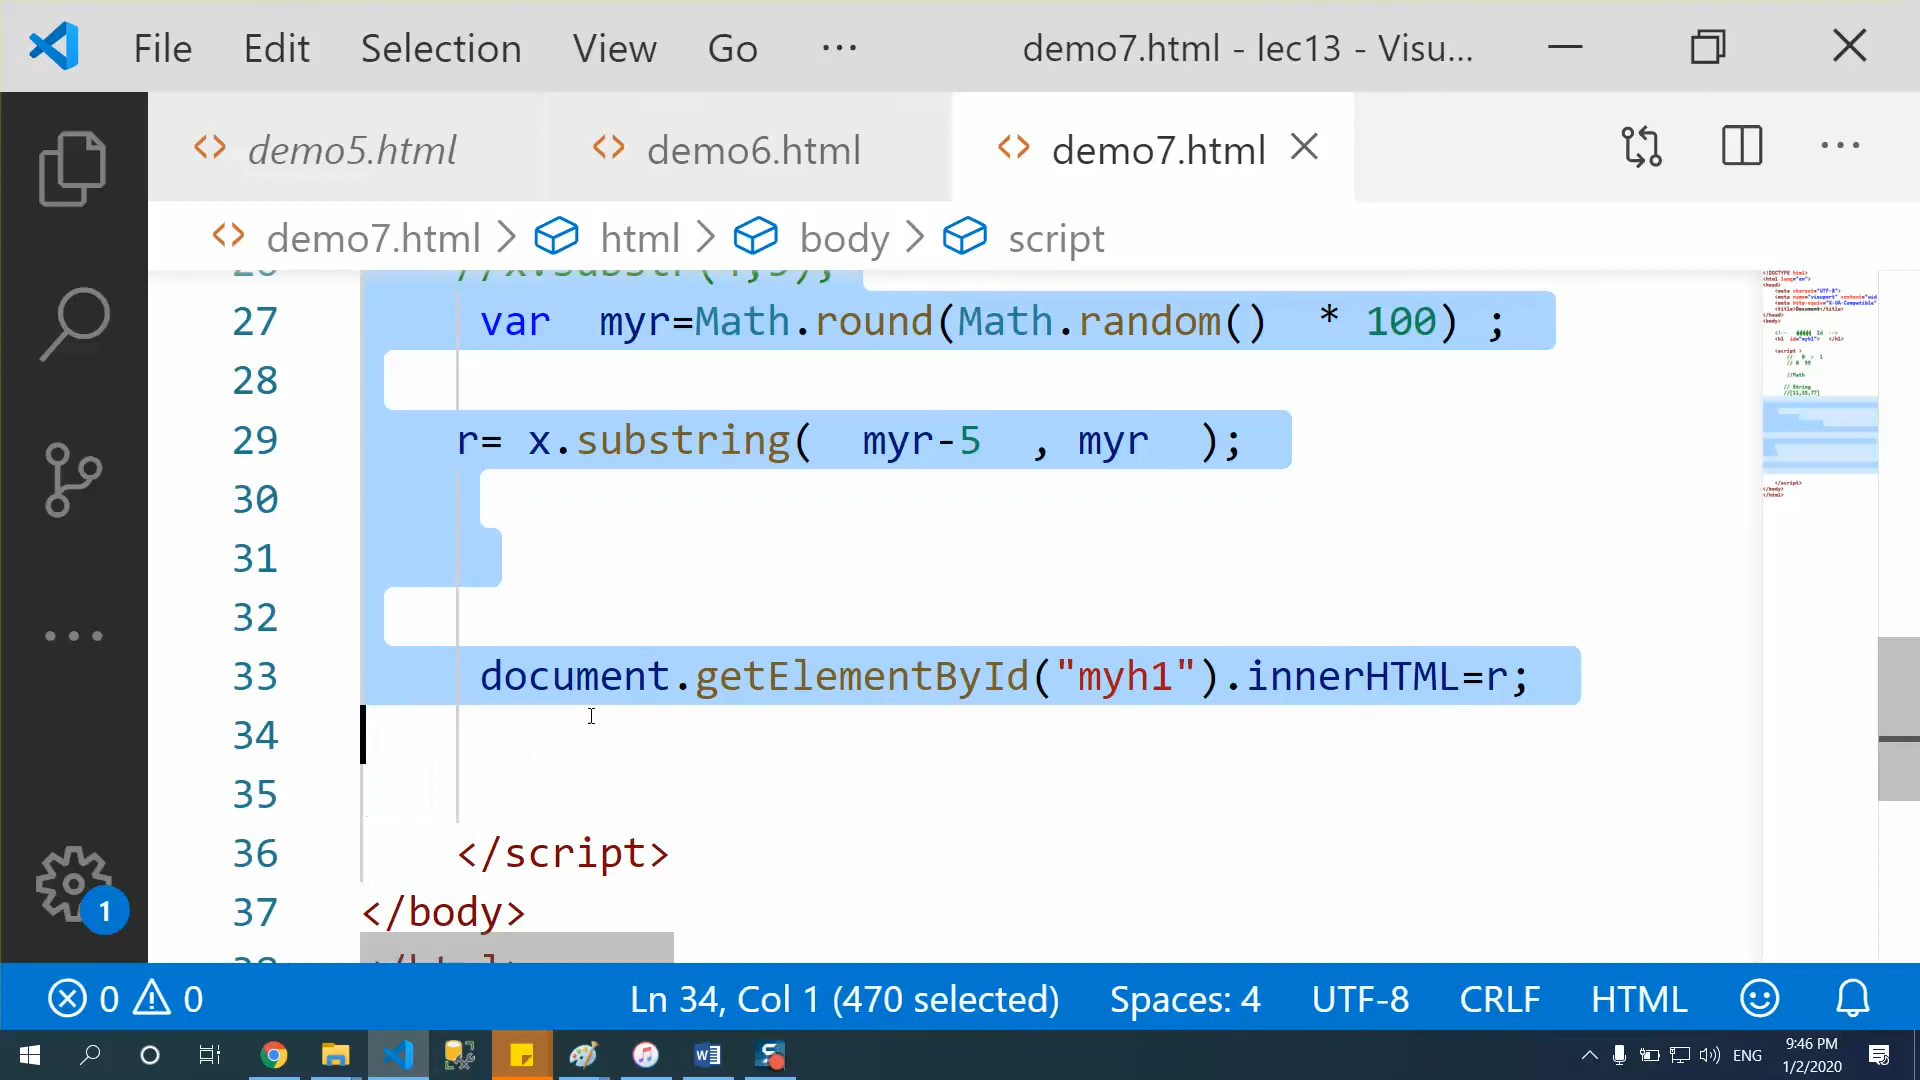 File Edit Selection View Go ... demo7.html - lec13 - Visu...
demo5.html demo6.html demo7.html
demo7.html > html > body > script
27 var myr=Math.round(Math.random() * 100) ;
28
29 r= x.substring( myr-5 , myr );
30
31
32
33 document.getElementById("myh1").innerHTML=r;
34
35
36 </script>
37 </body>
1
0 0 Ln 34, Col 1 (470 selected) Spaces: 4 UTF-8 CRLF HTML
ENG 9:46 PM
1/2/2020